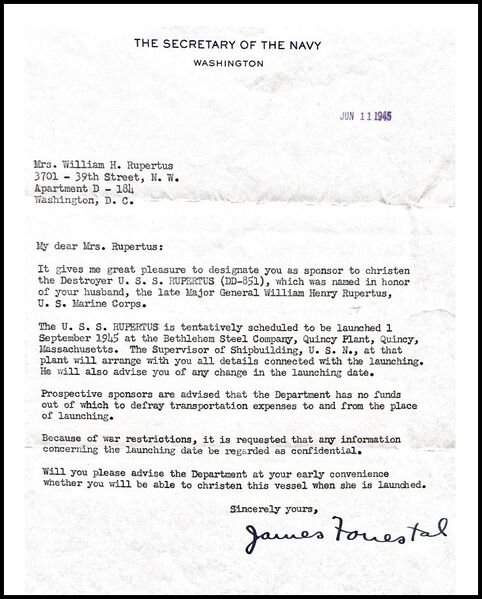 THE SECRETARY OF THE NAVY
WASHINGTON
JUN 11 1945
Mrs. William H. Rupertus
3701 - 39th Street, N. W.
Apartment D - 184
Washington, D. C.
My dear Mrs. Rupertus:
It gives me great pleasure to designate you as sponsor to christen
the Destroyer U. S. S. RUPERTUS (DD-851), which was named in honor
of your husband, the late Major General William Henry Rupertus,
U. S. Marine Corps.
The U. S. S. RUPERTUS is tentatively scheduled to be launched 1
September 1945 at the Bethlehem Steel Company, Quincy Plant, Quincy,
Massachusetts. The Supervisor of Shipbuilding, U. S. N., at that
plant will arrange with you all details connected with the launching.
He will also advise you of any change in the launching date.
Prospective sponsors are advised that the Department has no funds
out of which to defray transportation expenses to and from the place
of launching.
Because of war restrictions, it is requested that any information
concerning the launching date be regarded as confidential.
Will you please advise the Department at your early convenience
whether you will be able to christen this vessel when she is launched.
Sincerely yours,
James Forrestal